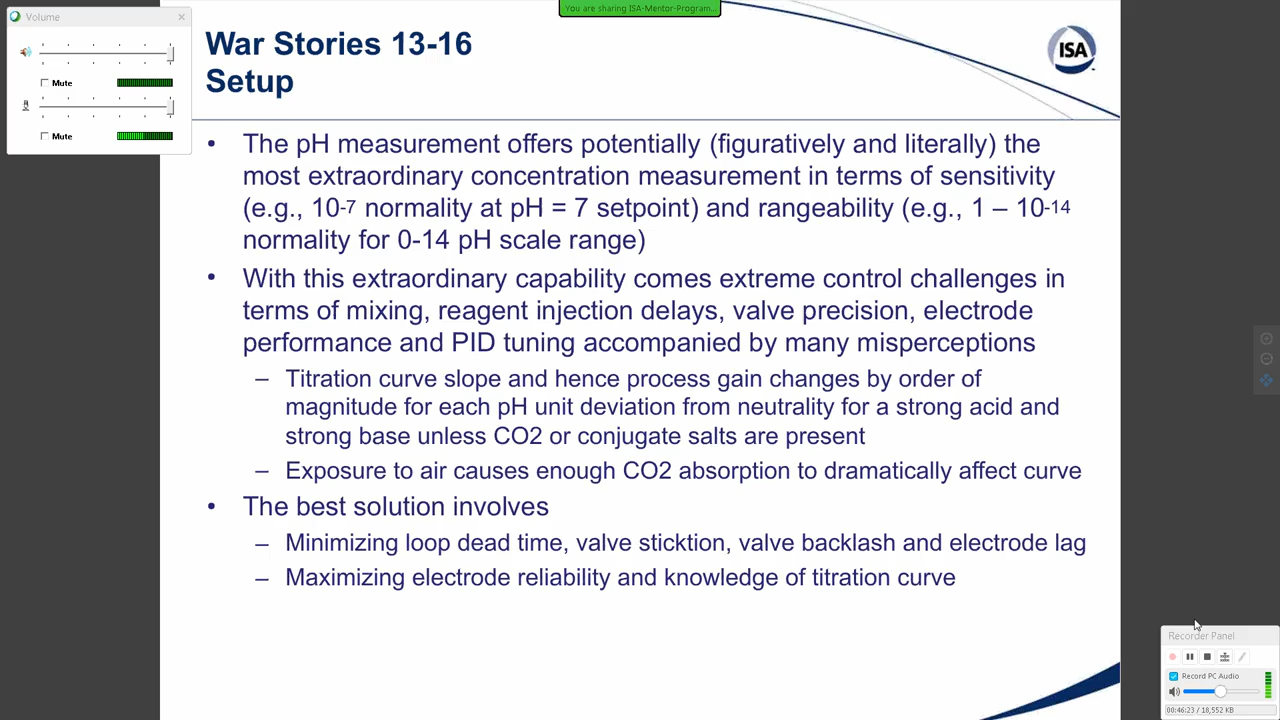 You are sharing ISA-Mentor-Program...
Volume
Mute
Mute
War Stories 13-16
Setup
ISA
• The pH measurement offers potentially (figuratively and literally) the
most extraordinary concentration measurement in terms of sensitivity
(e.g., 10-7 normality at pH = 7 setpoint) and rangeability (e.g., 1 – 10-14
normality for 0-14 pH scale range)
• With this extraordinary capability comes extreme control challenges in
terms of mixing, reagent injection delays, valve precision, electrode
performance and PID tuning accompanied by many misperceptions
– Titration curve slope and hence process gain changes by order of
magnitude for each pH unit deviation from neutrality for a strong acid and
strong base unless CO2 or conjugate salts are present
– Exposure to air causes enough CO2 absorption to dramatically affect curve
• The best solution involves
– Minimizing loop dead time, valve sticktion, valve backlash and electrode lag
– Maximizing electrode reliability and knowledge of titration curve
Recorder Panel
Record PC Audio
00:46:23 / 18,552 KB